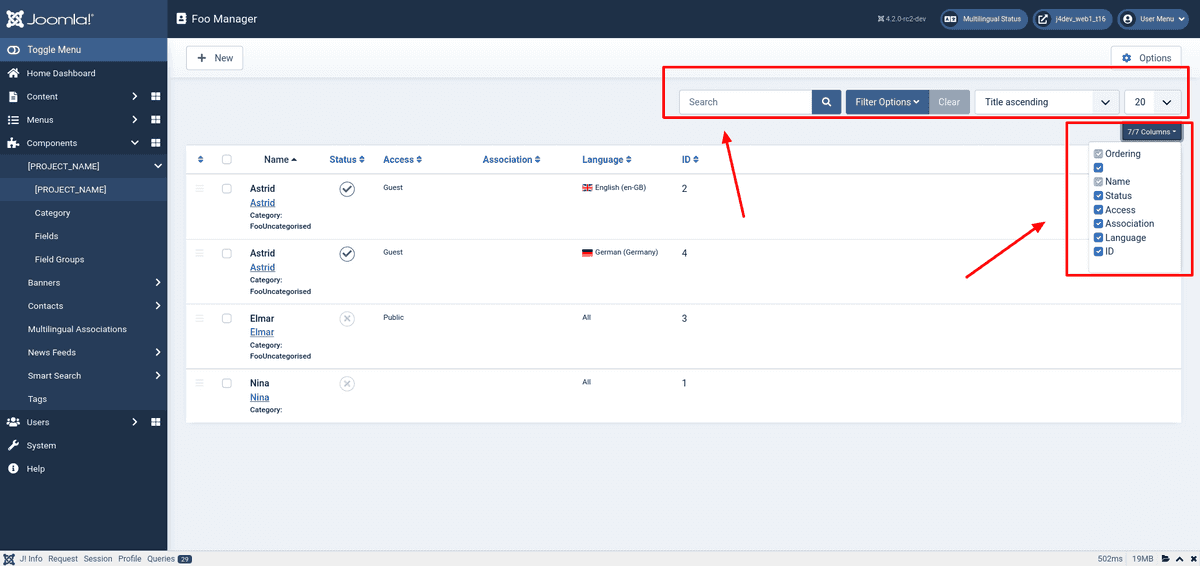 Joomla!®
Foo Manager
4.2.0-rc2-dev
Multilingual Status
j4dev_web1_t16
User Menu
Toggle Menu
Home Dashboard
Content
Menus
Components
[PROJECT_NAME]
[PROJECT_NAME]
Category
Fields
Field Groups
Banners
Contacts
Multilingual Associations
News Feeds
Smart Search
Tags
Users
System
Help
New
Options
Search
Filter Options
Clear
Title ascending
20
7/7 Columns
Ordering
Name
Status
Access
Association
Language
ID
Name Status Access Association Language ID
Astrid Guest English (en-GB) 2
Astrid
Category:
FooUncategorised
Astrid Guest German (Germany) 4
Astrid
Category:
FooUncategorised
Elmar Public All 3
Elmar
Category:
FooUncategorised
Nina All 1
Nina
Category:
J! Info Request Session Profile Queries 29
502ms 19MB